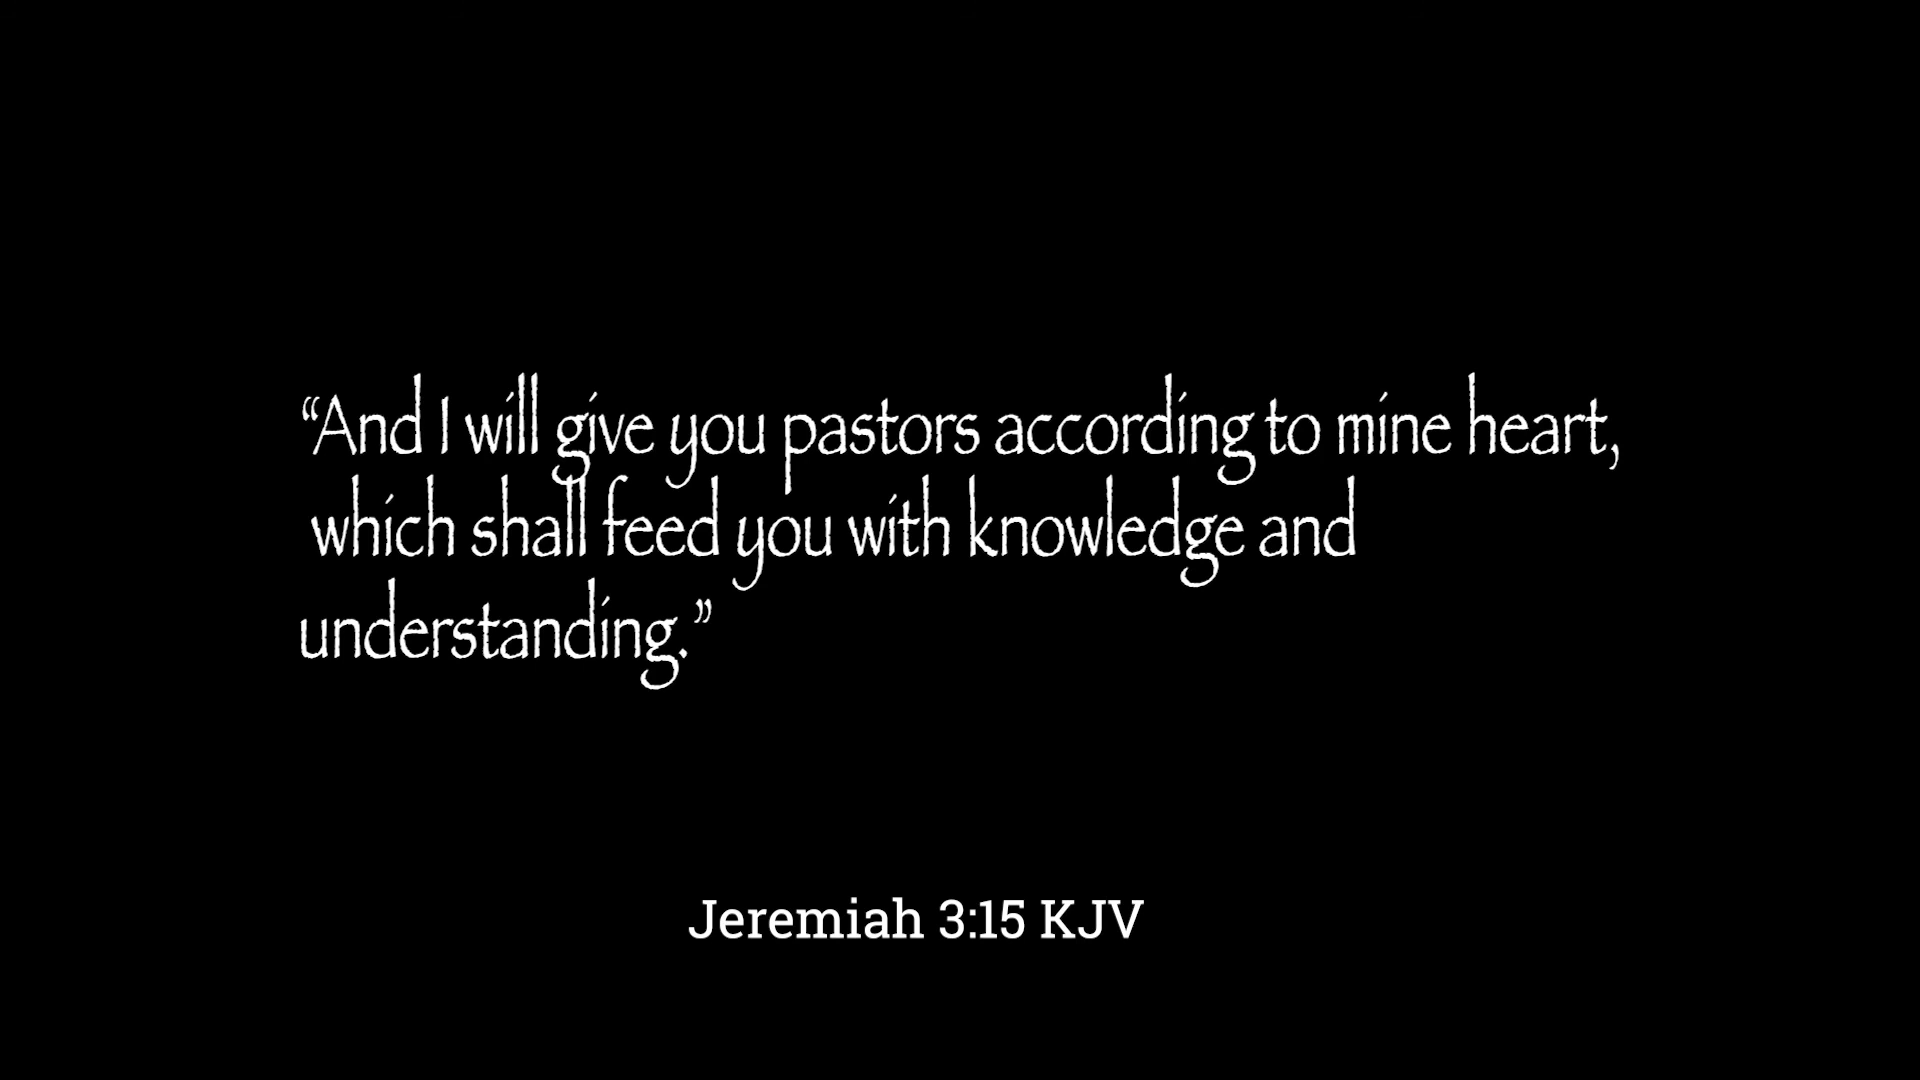 “And I will give you pastors according to mine heart,
which shall feed you with knowledge and
understanding.”
Jeremiah 3:15 KJV